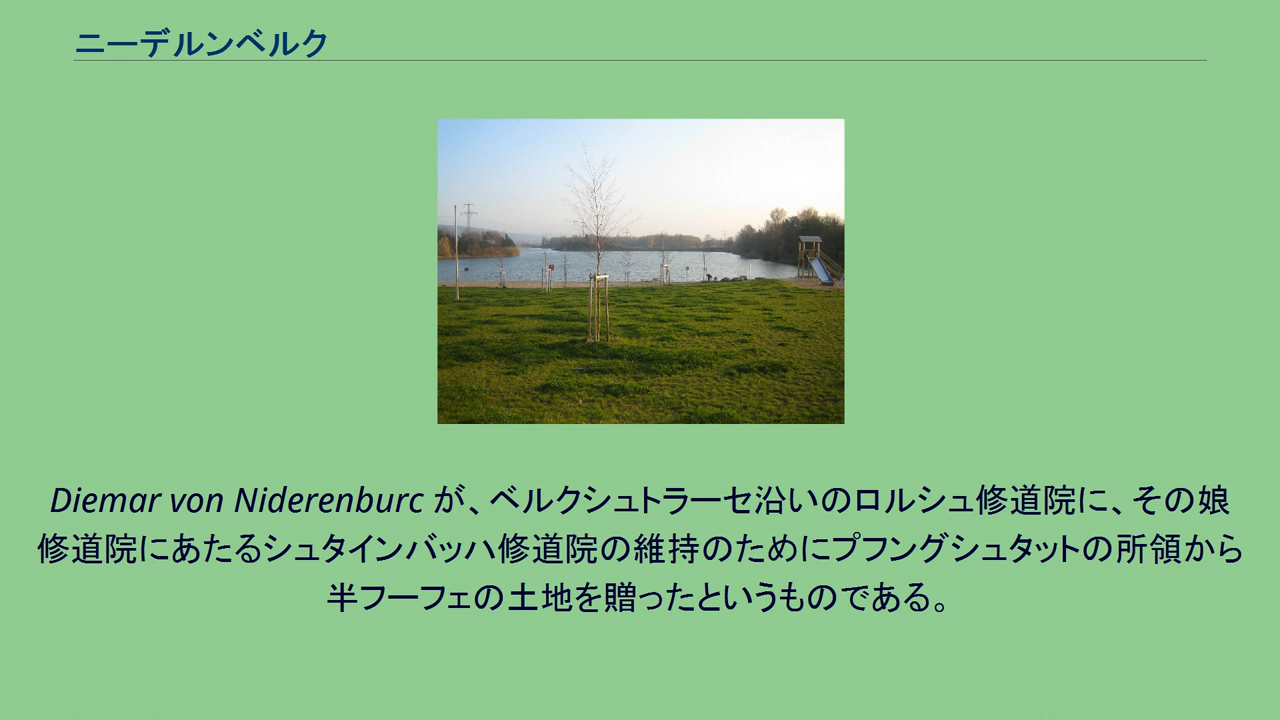 ニーデルンベルク
Diemar von Niderenburc が、ベルクシュトラーセ沿いのロルシュ修道院に、その娘
修道院にあたるシュタインバッハ修道院の維持のためにプフングシュタットの所領から
半フーフェの土地を贈ったというものである。